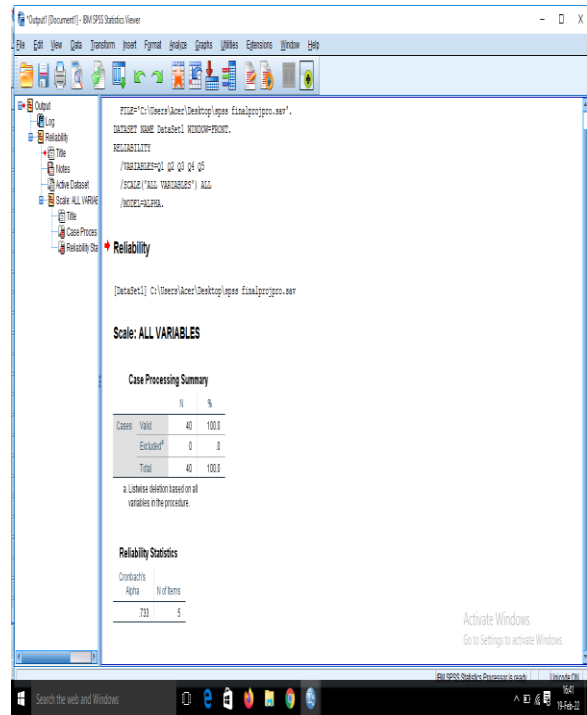 *Output1 [Document1] - IBM SPSS Statistics Viewer
File Edit View Data Transform Insert Format Analyze Graphs Utilities Extensions Window Help
Output
Log
Reliability
Title
Notes
Active Dataset
Scale: ALL VARIABLE
Title
Case Proces
Reliability Sta
FILE='C:\Users\Acer\Desktop\spss finalprojpro.sav'.
DATASET NAME DataSet1 WINDOW=FRONT.
RELIABILITY
/VARIABLES=Q1 Q2 Q3 Q4 Q5
/SCALE('ALL VARIABLES') ALL
/MODEL=ALPHA.
Reliability
[DataSet1] C:\Users\Acer\Desktop\spss finalprojpro.sav
Scale: ALL VARIABLES
Case Processing Summary
N %
Cases Valid 40 100.0
Excludedª 0 .0
Total 40 100.0
a. Listwise deletion based on all
variables in the procedure.
Reliability Statistics
Cronbach's
Alpha N of Items
.733 5
Activate Windows
Go to Settings to activate Windows.
IBM SPSS Statistics Processor is ready Unicode:ON
Search the web and Windows
16:41
19-Feb-22